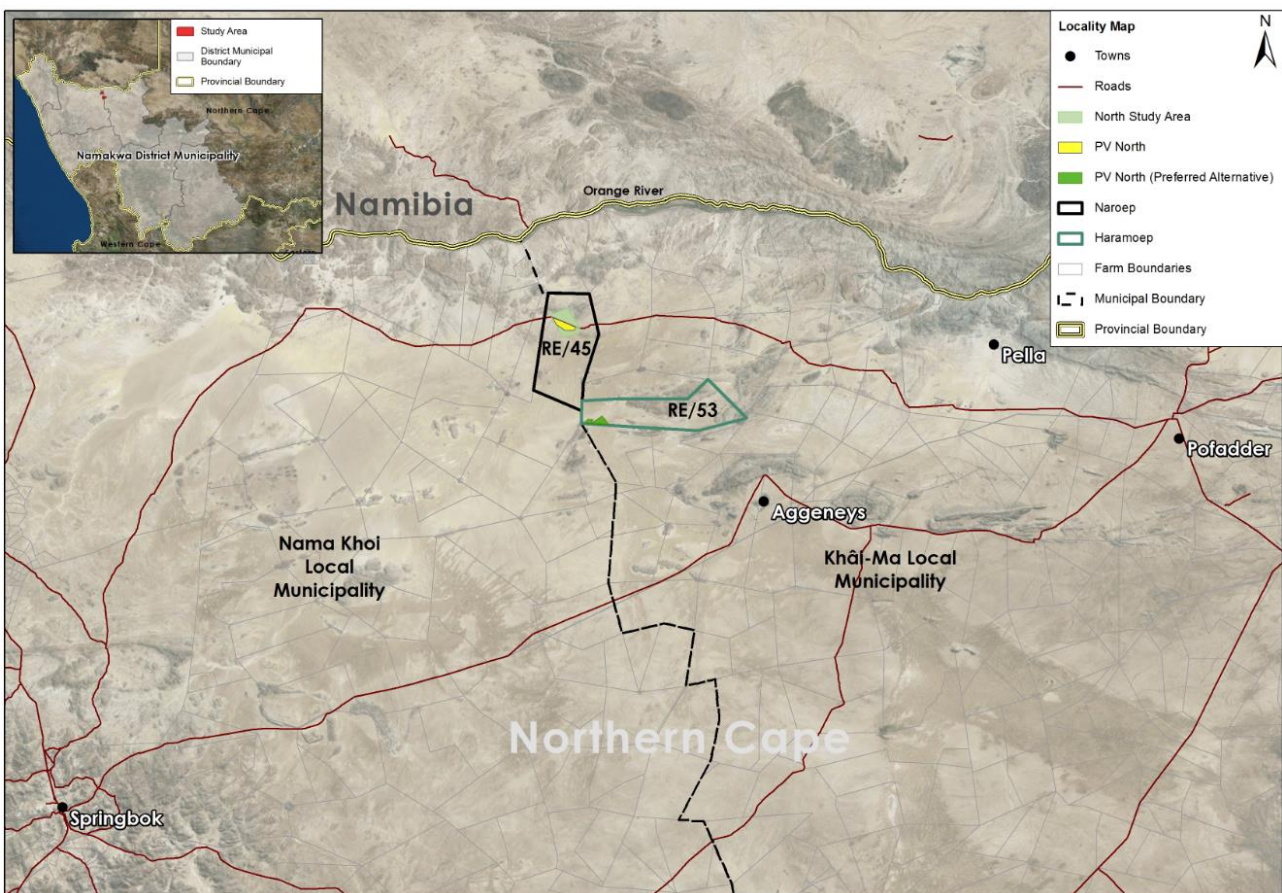 Study Area
District Municipal
Boundary
Provincial Boundary
Northern Cape
Namakwa District Municipality
Western Cape
Locality Map
N
Towns
Roads
North Study Area
PV North
PV North (Preferred Alternative)
Naroep
Haramoep
Farm Boundaries
Municipal Boundary
Provincial Boundary
Namibia
Orange River
RE/45
Pella
RE/53
Pofadder
Aggeneys
Nama Khoi
Local
Municipality
Khâi-Ma Local
Municipality
Northern Cape
Springbok